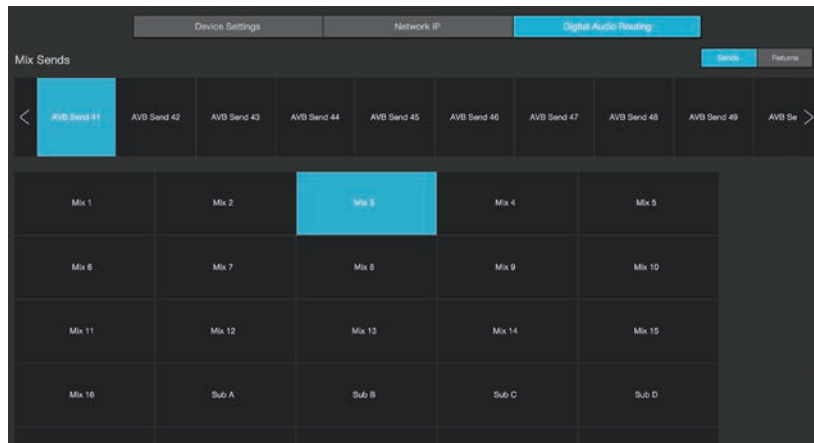 Device Settings Network IP Digital Audio Routing
Mix Sends Sends Returns
< AVB Send 41 AVB Send 42 AVB Send 43 AVB Send 44 AVB Send 45 AVB Send 46 AVB Send 47 AVB Send 48 AVB Send 49 AVB Se >
Mix 1 Mix 2 Mix 3 Mix 4 Mix 5
Mix 6 Mix 7 Mix 8 Mix 9 Mix 10
Mix 11 Mix 12 Mix 13 Mix 14 Mix 15
Mix 16 Sub A Sub B Sub C Sub D